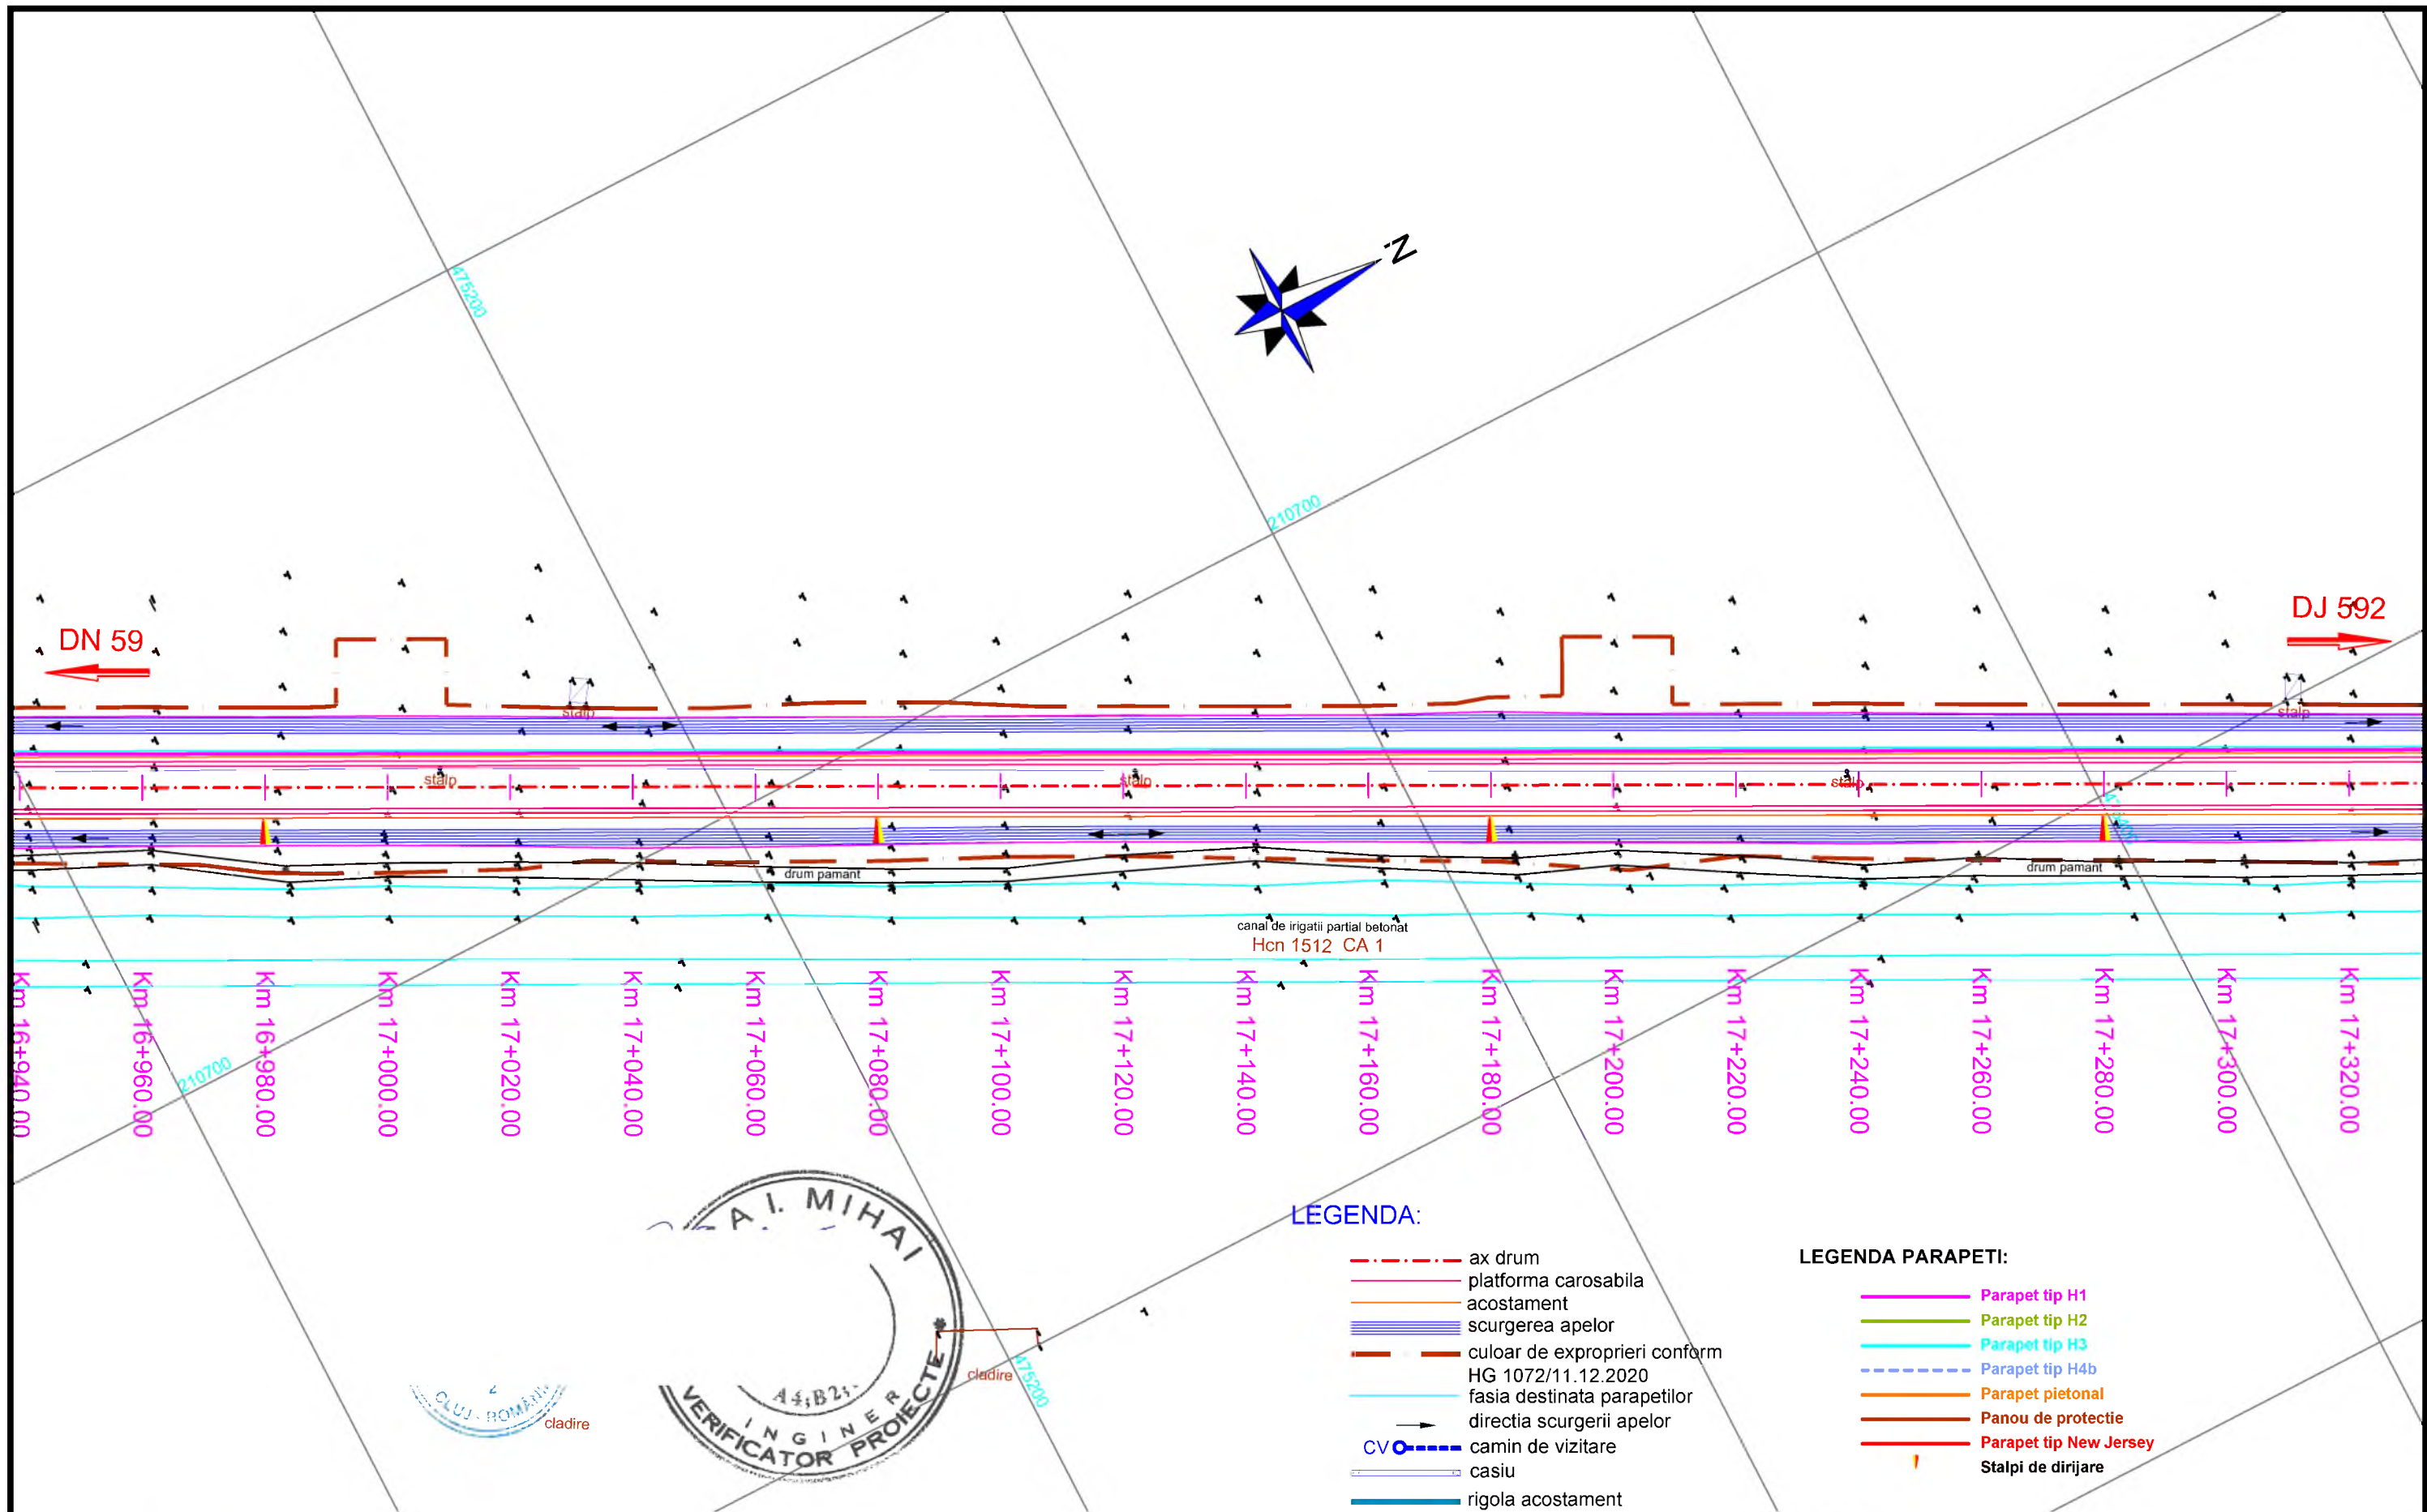 N
475200
210700
DN 59
DJ 592
stalp
stalp
stalp
stalp
stalp
drum pamant
drum pamant
canal de irigatii partial betonat
Hcn 1512 CA 1
Km 16+940.00
Km 16+960.00
Km 16+980.00
Km 17+000.00
Km 17+020.00
Km 17+040.00
Km 17+060.00
Km 17+080.00
Km 17+100.00
Km 17+120.00
Km 17+140.00
Km 17+160.00
Km 17+180.00
Km 17+200.00
Km 17+220.00
Km 17+240.00
Km 17+260.00
Km 17+280.00
Km 17+300.00
Km 17+320.00
210700
A I. MIHAI
A4;B2;
INGINER
VERIFICATOR PROIECTE *
2
CLUJ - ROMANIA
cladire
cladire
475200
LEGENDA:
ax drum
platforma carosabila
acostament
scurgerea apelor
culoar de exproprieri conform
HG 1072/11.12.2020
fasia destinata parapetilor
directia scurgerii apelor
CV camin de vizitare
casiu
rigola acostament
LEGENDA PARAPETI:
Parapet tip H1
Parapet tip H2
Parapet tip H3
Parapet tip H4b
Parapet pietonal
Panou de protectie
Parapet tip New Jersey
Stalpi de dirijare